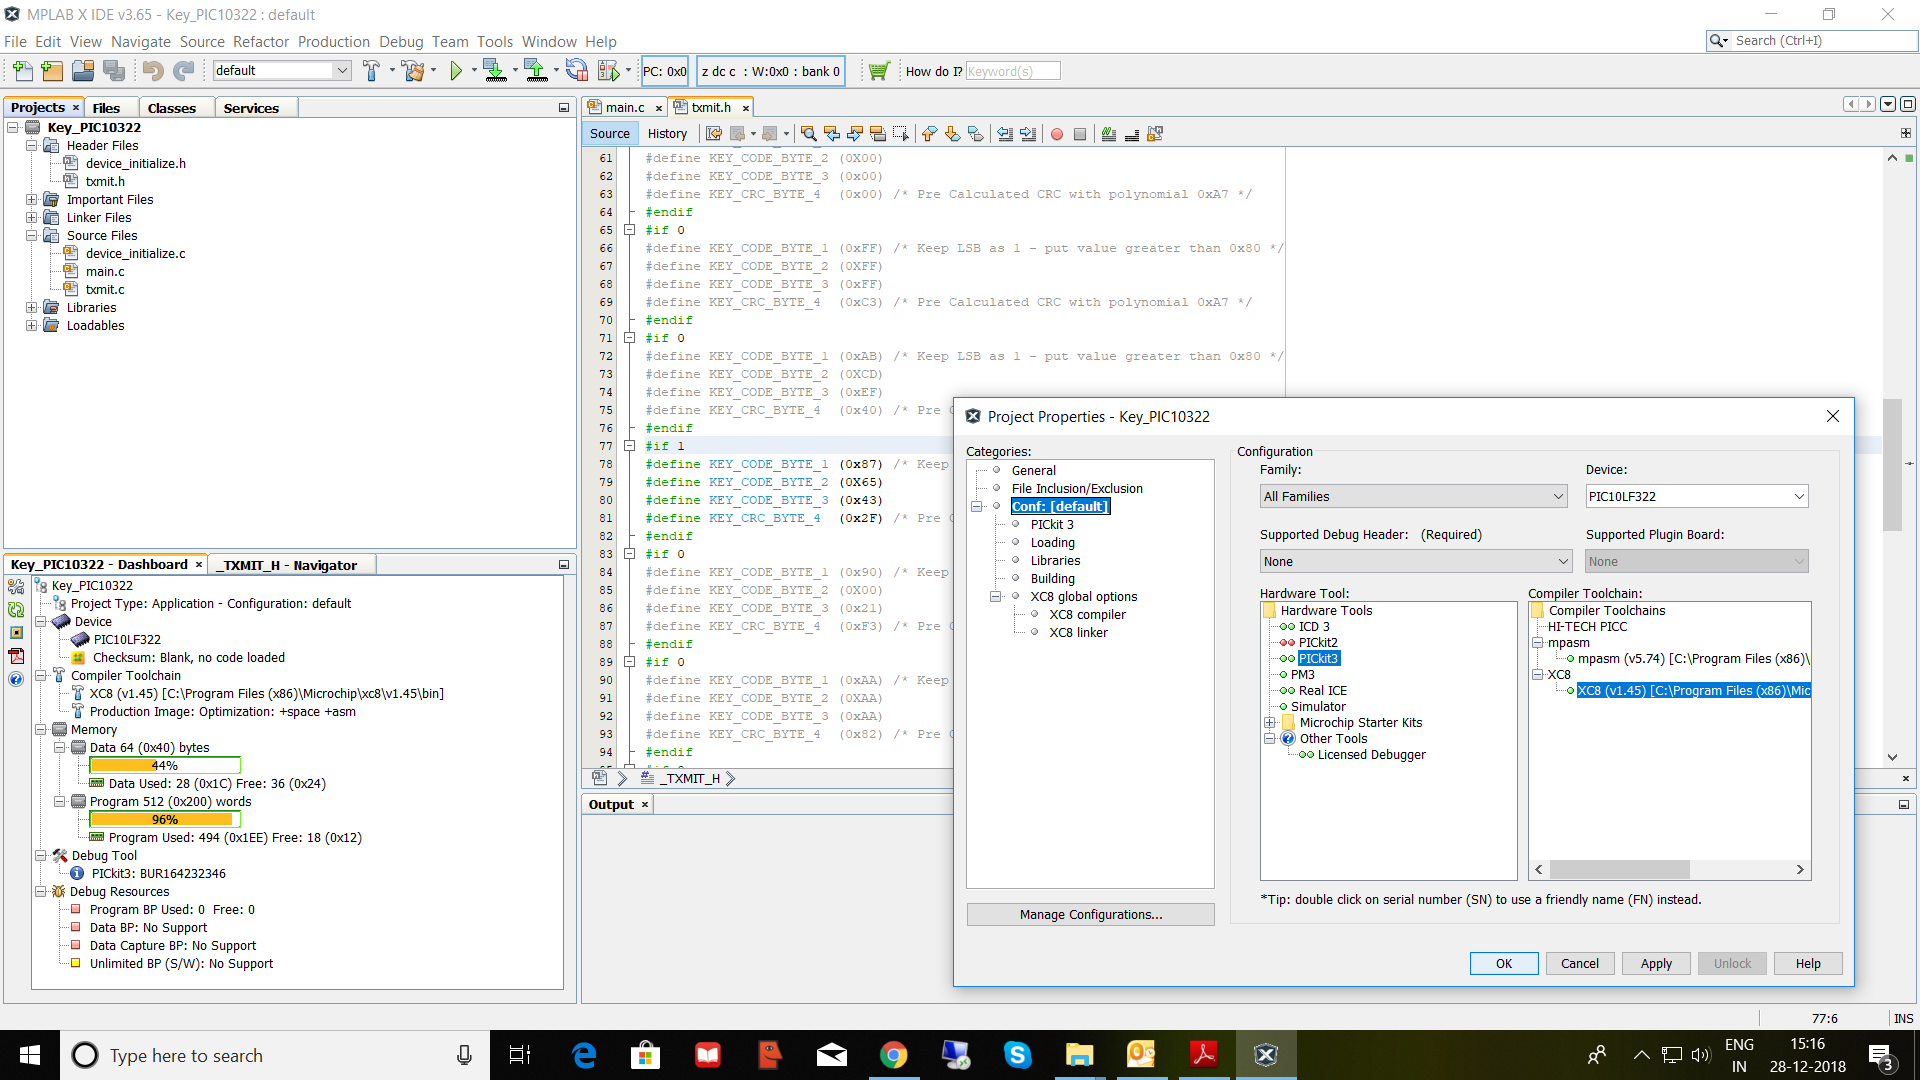 MPLAB X IDE v3.65 - Key_PIC10322 : default
File Edit View Navigate Source Refactor Production Debug Team Tools Window Help
Search (Ctrl+I)
default
PC: 0x0
z dc c : W:0x0 : bank 0
How do I?
Keyword(s)
Projects
Files
Classes
Services
Key_PIC10322
Header Files
device_initialize.h
txmit.h
Important Files
Linker Files
Source Files
device_initialize.c
main.c
txmit.c
Libraries
Loadables
Key_PIC10322 - Dashboard
_TXMIT_H - Navigator
Key_PIC10322
Project Type: Application - Configuration: default
Device
PIC10LF322
Checksum: Blank, no code loaded
Compiler Toolchain
XC8 (v1.45) [C:\Program Files (x86)\Microchip\xc8\v1.45\bin]
Production Image: Optimization: +space +asm
Memory
Data 64 (0x40) bytes
44%
Data Used: 28 (0x1C) Free: 36 (0x24)
Program 512 (0x200) words
96%
Program Used: 494 (0x1EE) Free: 18 (0x12)
Debug Tool
PICkit3: BUR164232346
Debug Resources
Program BP Used: 0 Free: 0
Data BP: No Support
Data Capture BP: No Support
Unlimited BP (S/W): No Support
main.c
txmit.h
Source
History
61 #define KEY_CODE_BYTE_2 (0X00)
62 #define KEY_CODE_BYTE_3 (0x00)
63 #define KEY_CRC_BYTE_4 (0x00) /* Pre Calculated CRC with polynomial 0xA7 */
64 #endif
65 #if 0
66 #define KEY_CODE_BYTE_1 (0xFF) /* Keep LSB as 1 - put value greater than 0x80 */
67 #define KEY_CODE_BYTE_2 (0XFF)
68 #define KEY_CODE_BYTE_3 (0xFF)
69 #define KEY_CRC_BYTE_4 (0xC3) /* Pre Calculated CRC with polynomial 0xA7 */
70 #endif
71 #if 0
72 #define KEY_CODE_BYTE_1 (0xAB) /* Keep LSB as 1 - put value greater than 0x80 */
73 #define KEY_CODE_BYTE_2 (0XCD)
74 #define KEY_CODE_BYTE_3 (0xEF)
75 #define KEY_CRC_BYTE_4 (0x40) /* Pre
76 #endif
77 #if 1
78 #define KEY_CODE_BYTE_1 (0x87) /* Keep
79 #define KEY_CODE_BYTE_2 (0X65)
80 #define KEY_CODE_BYTE_3 (0x43)
81 #define KEY_CRC_BYTE_4 (0x2F) /* Pre
82 #endif
83 #if 0
84 #define KEY_CODE_BYTE_1 (0x90) /* Keep
85 #define KEY_CODE_BYTE_2 (0X00)
86 #define KEY_CODE_BYTE_3 (0x21)
87 #define KEY_CRC_BYTE_4 (0xF3) /* Pre
88 #endif
89 #if 0
90 #define KEY_CODE_BYTE_1 (0xAA) /* Keep
91 #define KEY_CODE_BYTE_2 (0XAA)
92 #define KEY_CODE_BYTE_3 (0xAA)
93 #define KEY_CRC_BYTE_4 (0x82) /* Pre
94 #endif
_TXMIT_H
Output
Project Properties - Key_PIC10322
Categories:
General
File Inclusion/Exclusion
Conf: [default]
PICkit 3
Loading
Libraries
Building
XC8 global options
XC8 compiler
XC8 linker
Manage Configurations...
Configuration
Family:
All Families
Device:
PIC10LF322
Supported Debug Header: (Required)
None
Supported Plugin Board:
None
Hardware Tool:
Hardware Tools
ICD 3
PICkit2
PICkit3
PM3
Real ICE
Simulator
Microchip Starter Kits
Other Tools
Licensed Debugger
Compiler Toolchain:
Compiler Toolchains
HI-TECH PICC
mpasm
mpasm (v5.74) [C:\Program Files (x86)\
XC8
XC8 (v1.45) [C:\Program Files (x86)\Mic
*Tip: double click on serial number (SN) to use a friendly name (FN) instead.
OK
Cancel
Apply
Unlock
Help
77:6
INS
Type here to search
ENG
IN
15:16
28-12-2018
3